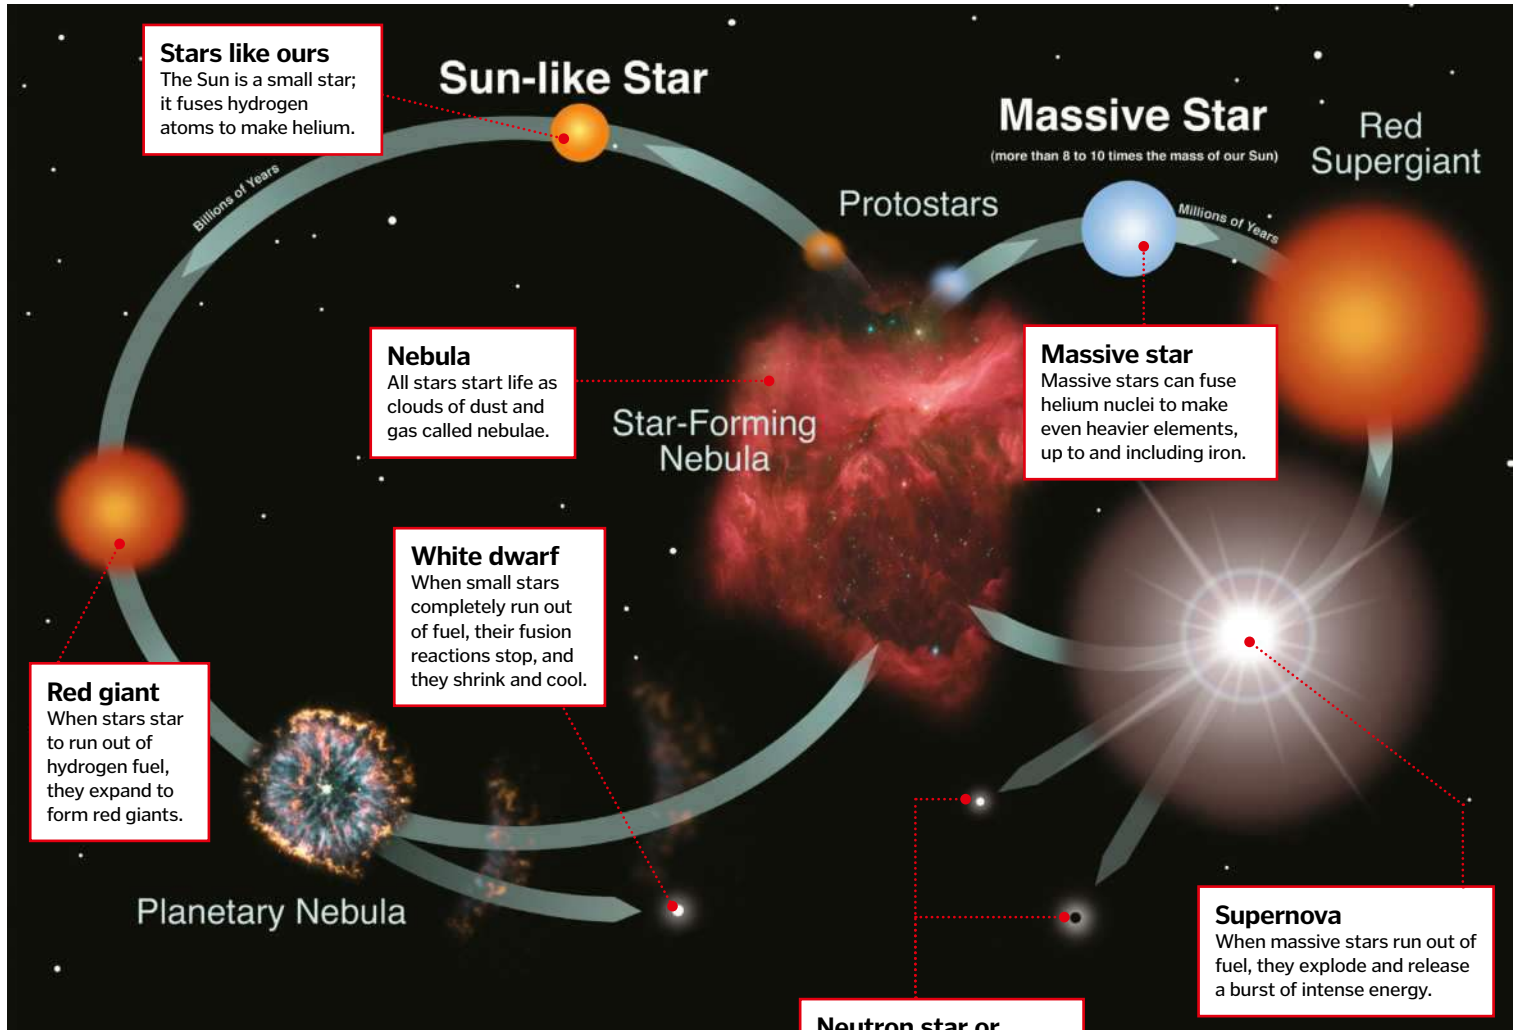 Stars like ours
The Sun is a small star;
it fuses hydrogen
atoms to make helium.
Sun-like Star
Massive Star
(more than 8 to 10 times the mass of our Sun)
Red
Supergiant
Protostars
Billions of Years
Millions of Years
Nebula
All stars start life as
clouds of dust and
gas called nebulae.
Star-Forming
Nebula
Massive star
Massive stars can fuse
helium nuclei to make
even heavier elements,
up to and including iron.
White dwarf
When small stars
completely run out
of fuel, their fusion
reactions stop, and
they shrink and cool.
Red giant
When stars star
to run out of
hydrogen fuel,
they expand to
form red giants.
Planetary Nebula
Supernova
When massive stars run out of
fuel, they explode and release
a burst of intense energy.
Neutron star or